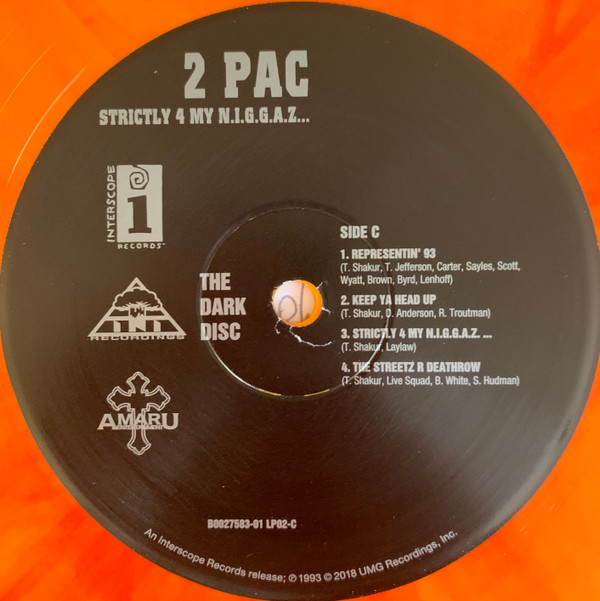 2 PAC
STRICTLY 4 MY N.I.G.G.A.Z...
INTERSCOPE
1
RECORDS
TNT
RECORDINGS
AMARU
ENTERTAINMENT
THE
DARK
DISC
SIDE C
1. REPRESENTIN' 93
(T. Shakur, T. Jefferson, Carter, Sayles, Scott,
Wyatt, Brown, Byrd, Lenhoff)
2. KEEP YA HEAD UP
(T. Shakur, D. Anderson, R. Troutman)
3. STRICTLY 4 MY N.I.G.G.A.Z. ...
(T. Shakur, Laylaw)
4. THE STREETZ R DEATHROW
(T. Shakur, Live Squad, B. White, S. Hudman)
B0027583-01 LP02-C
An Interscope Records release; ℗ 1993 © 2018 UMG Recordings, Inc.